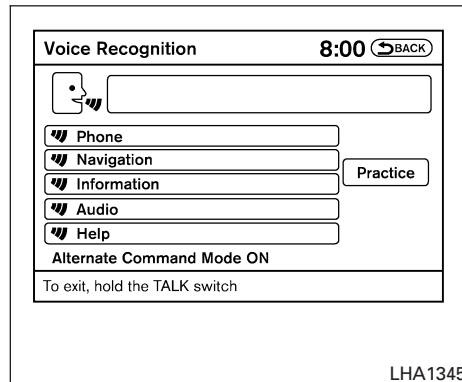 Voice Recognition 8:00 BACK
Phone
Navigation
Information
Practice
Audio
Help
Alternate Command Mode ON
To exit, hold the TALK switch
LHA1345